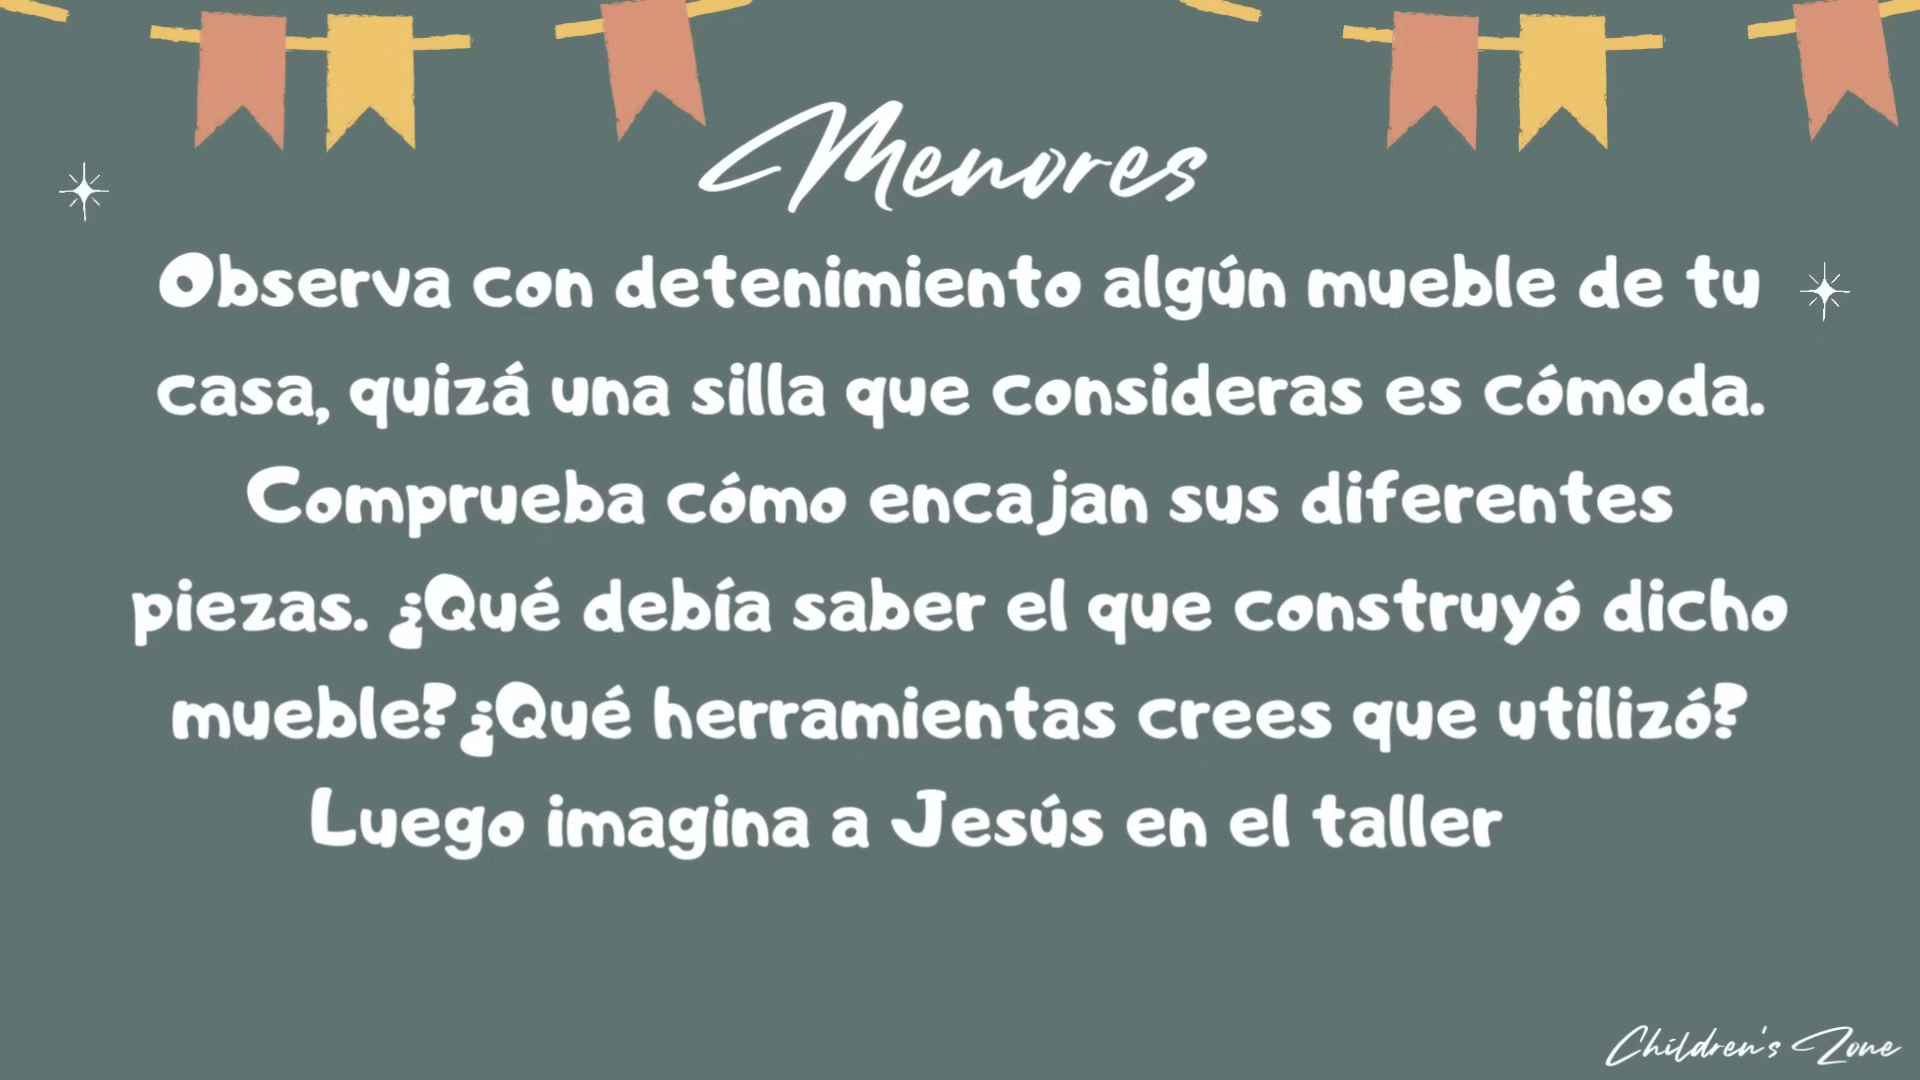 Menores
Observa con detenimiento algún mueble de tu
casa, quizá una silla que consideras es cómoda.
Comprueba cómo encajan sus diferentes
piezas. ¿Qué debía saber el que construyó dicho
mueble? ¿Qué herramientas crees que utilizó?
Luego imagina a Jesús en el taller
Children's Zone